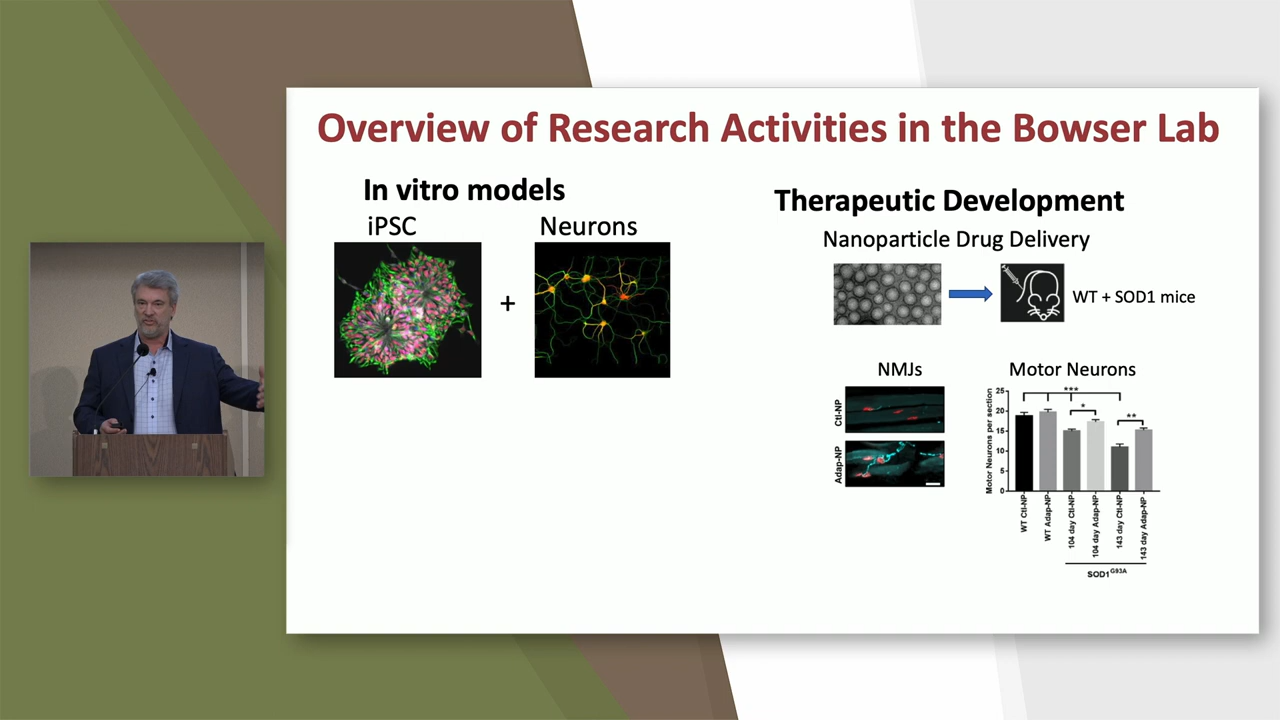 Overview of Research Activities in the Bowser Lab
In vitro models
iPSC
Neurons
+
Therapeutic Development
Nanoparticle Drug Delivery
WT + SOD1 mice
NMJs
Ctl-NP
Adap-NP
Motor Neurons
Motor Neurons per section
25
20
15
10
5
0
***
*
**
WT Ctl-NP
WT Adap-NP
104 day Ctl-NP
104 day Adap-NP
143 day Ctl-NP
143 day Adap-NP
SOD1G93A